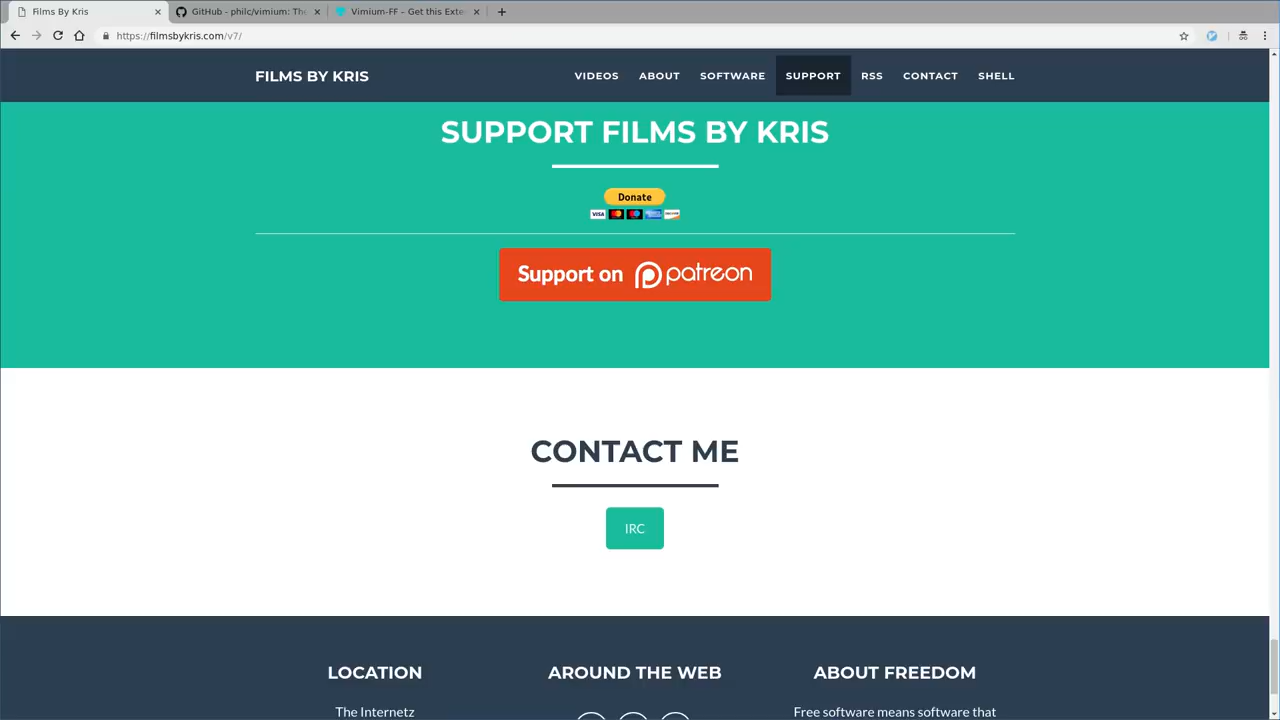 Films By Kris
GitHub - philc/vimium: The
Vimium-FF – Get this Exte
https://filmsbykris.com/v7/
FILMS BY KRIS
VIDEOS
ABOUT
SOFTWARE
SUPPORT
RSS
CONTACT
SHELL
SUPPORT FILMS BY KRIS
Donate
VISA
Support on patreon
CONTACT ME
IRC
LOCATION
AROUND THE WEB
ABOUT FREEDOM
The Internetz
Free software means software that